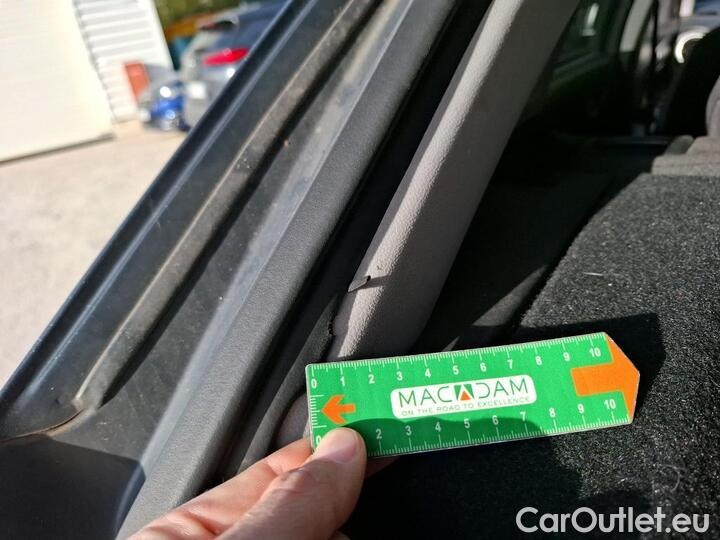 0 1 2 3 4 5 6 7 8 9 10
MACADAM
ON THE ROAD TO EXCELLENCE
0 2 3 4 5 6 7 8 9 10
CarOutlet.eu